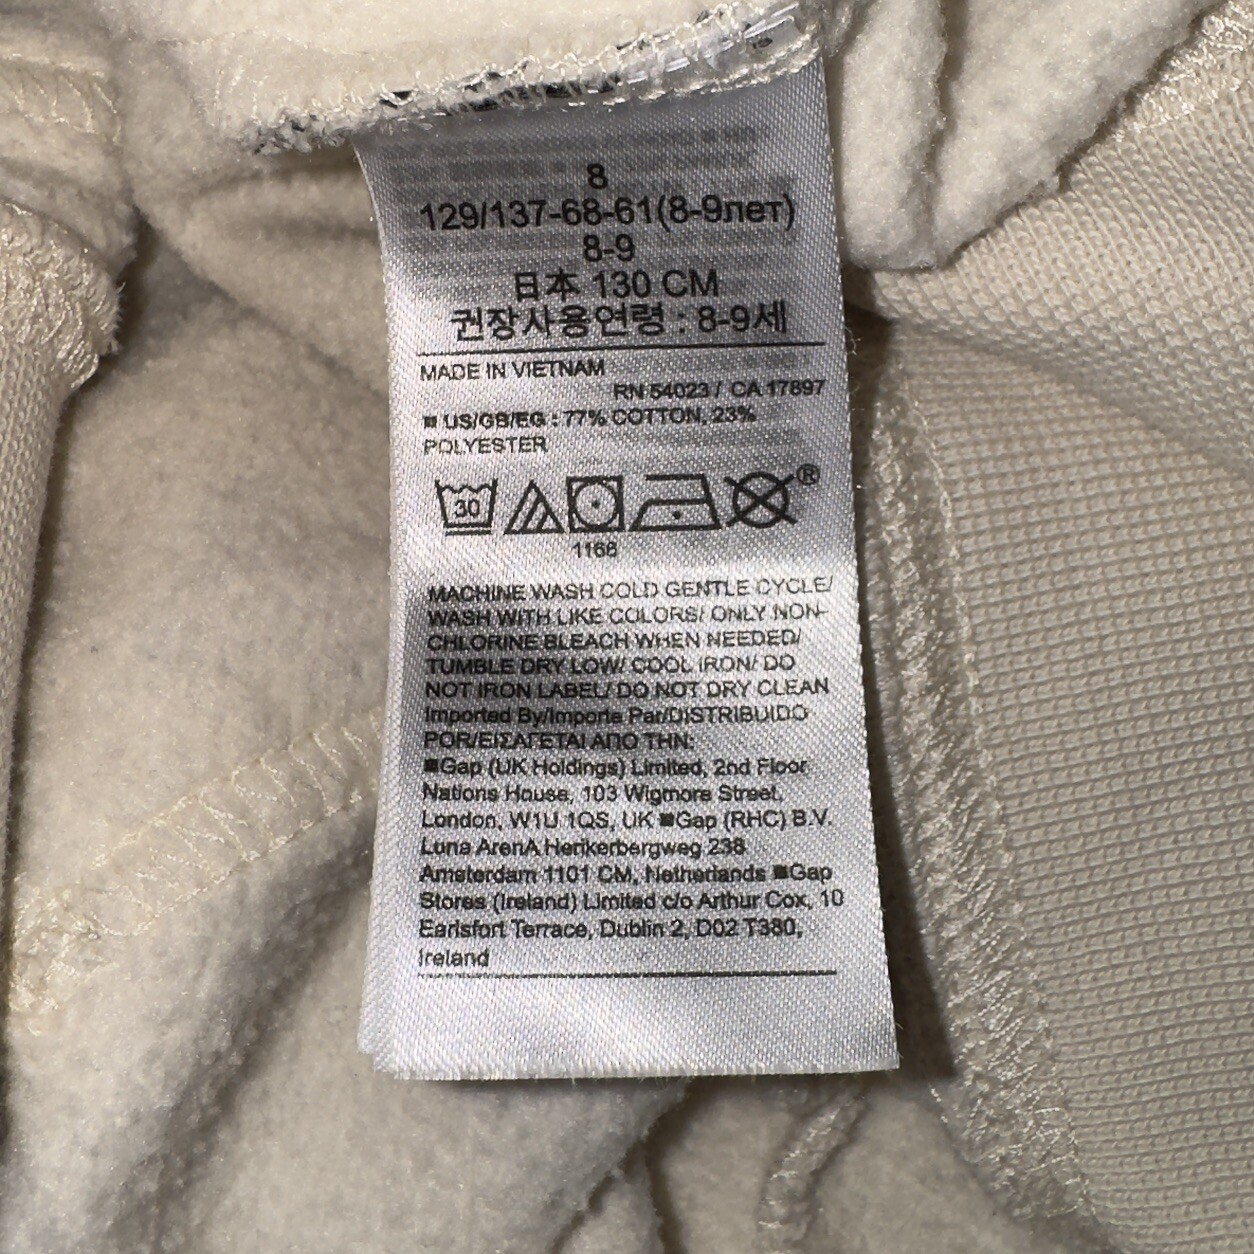 8
129/137-68-61(8-9лет)
8-9
日本 130 CM
권장사용연령 : 8-9세
MADE IN VIETNAM
RN 54023 / CA 17897
■ US/GB/EG : 77% COTTON, 23%
POLYESTER
30
®
1166
MACHINE WASH COLD GENTLE CYCLE/
WASH WITH LIKE COLORS/ ONLY NON-
CHLORINE BLEACH WHEN NEEDED/
TUMBLE DRY LOW/ COOL IRON/ DO
NOT IRON LABEL/ DO NOT DRY CLEAN
Imported By/Importe Par/DISTRIBUIDO
POR/ΕΙΣΑΓΕΤΑΙ ΑΠΟ ΤΗΝ:
■Gap (UK Holdings) Limited, 2nd Floor
Nations House, 103 Wigmore Street,
London, W1U 1QS, UK ■Gap (RHC) B.V.
Luna ArenA Herikerbergweg 238
Amsterdam 1101 CM, Netherlands ■Gap
Stores (Ireland) Limited c/o Arthur Cox, 10
Earlsfort Terrace, Dublin 2, D02 T380,
Ireland